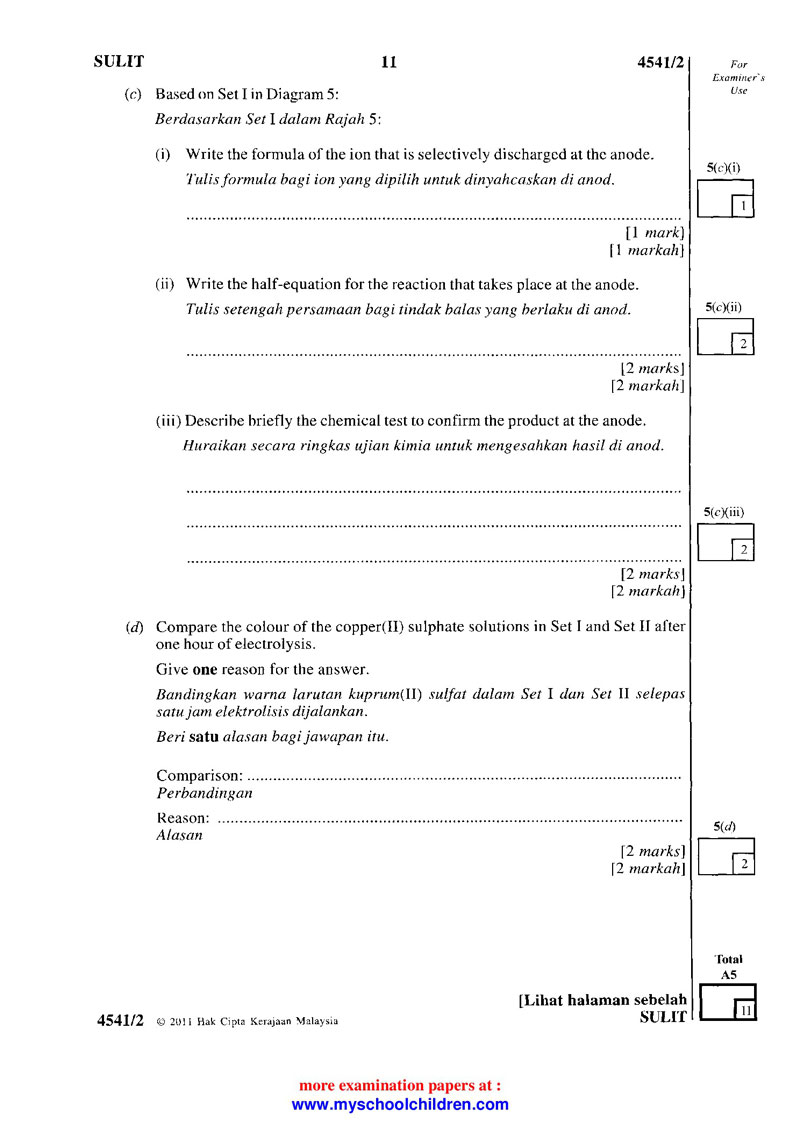 SULIT 11 4541/2
For
Examiner's
Use
(c) Based on Set I in Diagram 5:
Berdasarkan Set I dalam Rajah 5:
(i) Write the formula of the ion that is selectively discharged at the anode.
Tulis formula bagi ion yang dipilih untuk dinyahcaskan di anod.
5(c)(i)
1
[1 mark]
[1 markah]
(ii) Write the half-equation for the reaction that takes place at the anode.
Tulis setengah persamaan bagi tindak balas yang berlaku di anod.
5(c)(ii)
2
[2 marks]
[2 markah]
(iii) Describe briefly the chemical test to confirm the product at the anode.
Huraikan secara ringkas ujian kimia untuk mengesahkan hasil di anod.
5(c)(iii)
2
[2 marks]
[2 markah]
(d) Compare the colour of the copper(II) sulphate solutions in Set I and Set II after
one hour of electrolysis.
Give one reason for the answer.
Bandingkan warna larutan kuprum(II) sulfat dalam Set I dan Set II selepas
satu jam elektrolisis dijalankan.
Beri satu alasan bagi jawapan itu.
Comparison: ....................................................................................................
Perbandingan
Reason: ...........................................................................................................
Alasan
5(d)
2
[2 marks]
[2 markah]
Total
A5
11
[Lihat halaman sebelah
4541/2 © 2011 Hak Cipta Kerajaan Malaysia SULIT
more examination papers at :
www.myschoolchildren.com